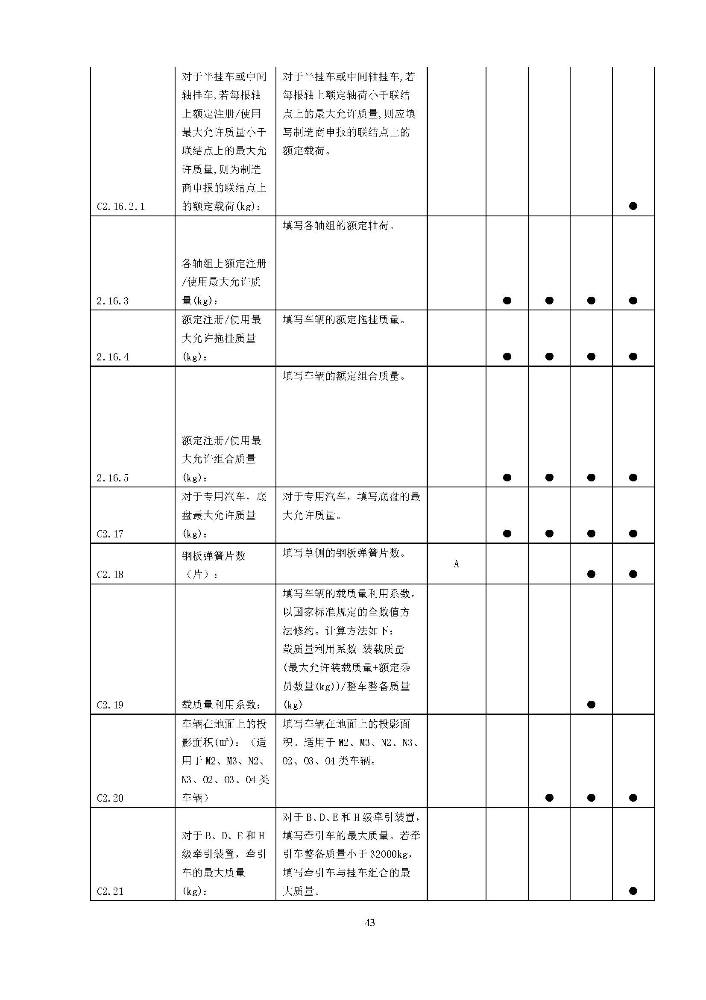 对于半挂车或中间
轴挂车,若每根轴
上额定注册/使用
最大允许质量小于
联结点上的最大允
许质量,则为制造
商申报的联结点上
C2.16.2.1 的额定载荷(kg): ●
对于半挂车或中间轴挂车,若
每根轴上额定轴荷小于联结
点上的最大允许质量,则应填
写制造商申报的联结点上的
额定载荷。
填写各轴组的额定轴荷。
各轴组上额定注册
/使用最大允许质
2.16.3 量(kg): ● ● ● ●
额定注册/使用最 填写车辆的额定拖挂质量。
大允许拖挂质量
2.16.4 (kg): ● ● ● ●
填写车辆的额定组合质量。
额定注册/使用最
大允许组合质量
2.16.5 (kg): ● ● ● ●
对于专用汽车，底 对于专用汽车，填写底盘的最
盘最大允许质量 大允许质量。
C2.17 (kg): ● ● ● ●
钢板弹簧片数 填写单侧的钢板弹簧片数。
A
C2.18 （片）: ● ●
填写车辆的载质量利用系数。
以国家标准规定的全数值方
法修约。计算方法如下:
载质量利用系数=装载质量
(最大允许装载质量+额定乘
员数量(kg))/整车整备质量
C2.19 载质量利用系数: (kg) ●
车辆在地面上的投 填写车辆在地面上的投影面
影面积(㎡): （适 积。适用于 M2、M3、N2、N3、
用于 M2、M3、N2、 O2、O3、O4 类车辆。
N3、O2、O3、O4 类
C2.20 车辆） ● ● ●
对于 B、D、E 和 H 级牵引装置，
对于 B、D、E 和 H 填写牵引车的最大质量。若牵
级牵引装置，牵引 引车整备质量小于 32000kg，
车的最大质量 填写牵引车与挂车组合的最
C2.21 (kg): 大质量。 ●
43